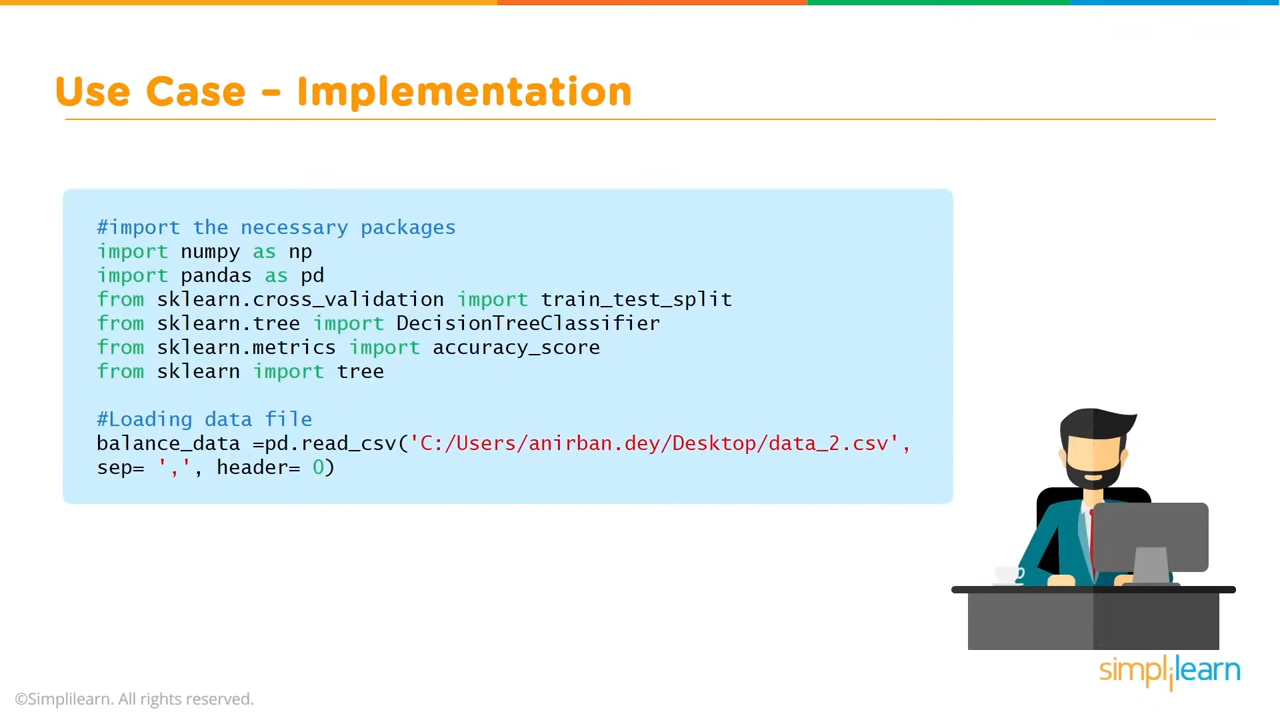 Use Case – Implementation
#import the necessary packages
import numpy as np
import pandas as pd
from sklearn.cross_validation import train_test_split
from sklearn.tree import DecisionTreeClassifier
from sklearn.metrics import accuracy_score
from sklearn import tree
#Loading data file
balance_data =pd.read_csv('C:/Users/anirban.dey/Desktop/data_2.csv',
sep= ',', header= 0)
simplilearn
©Simplilearn. All rights reserved.